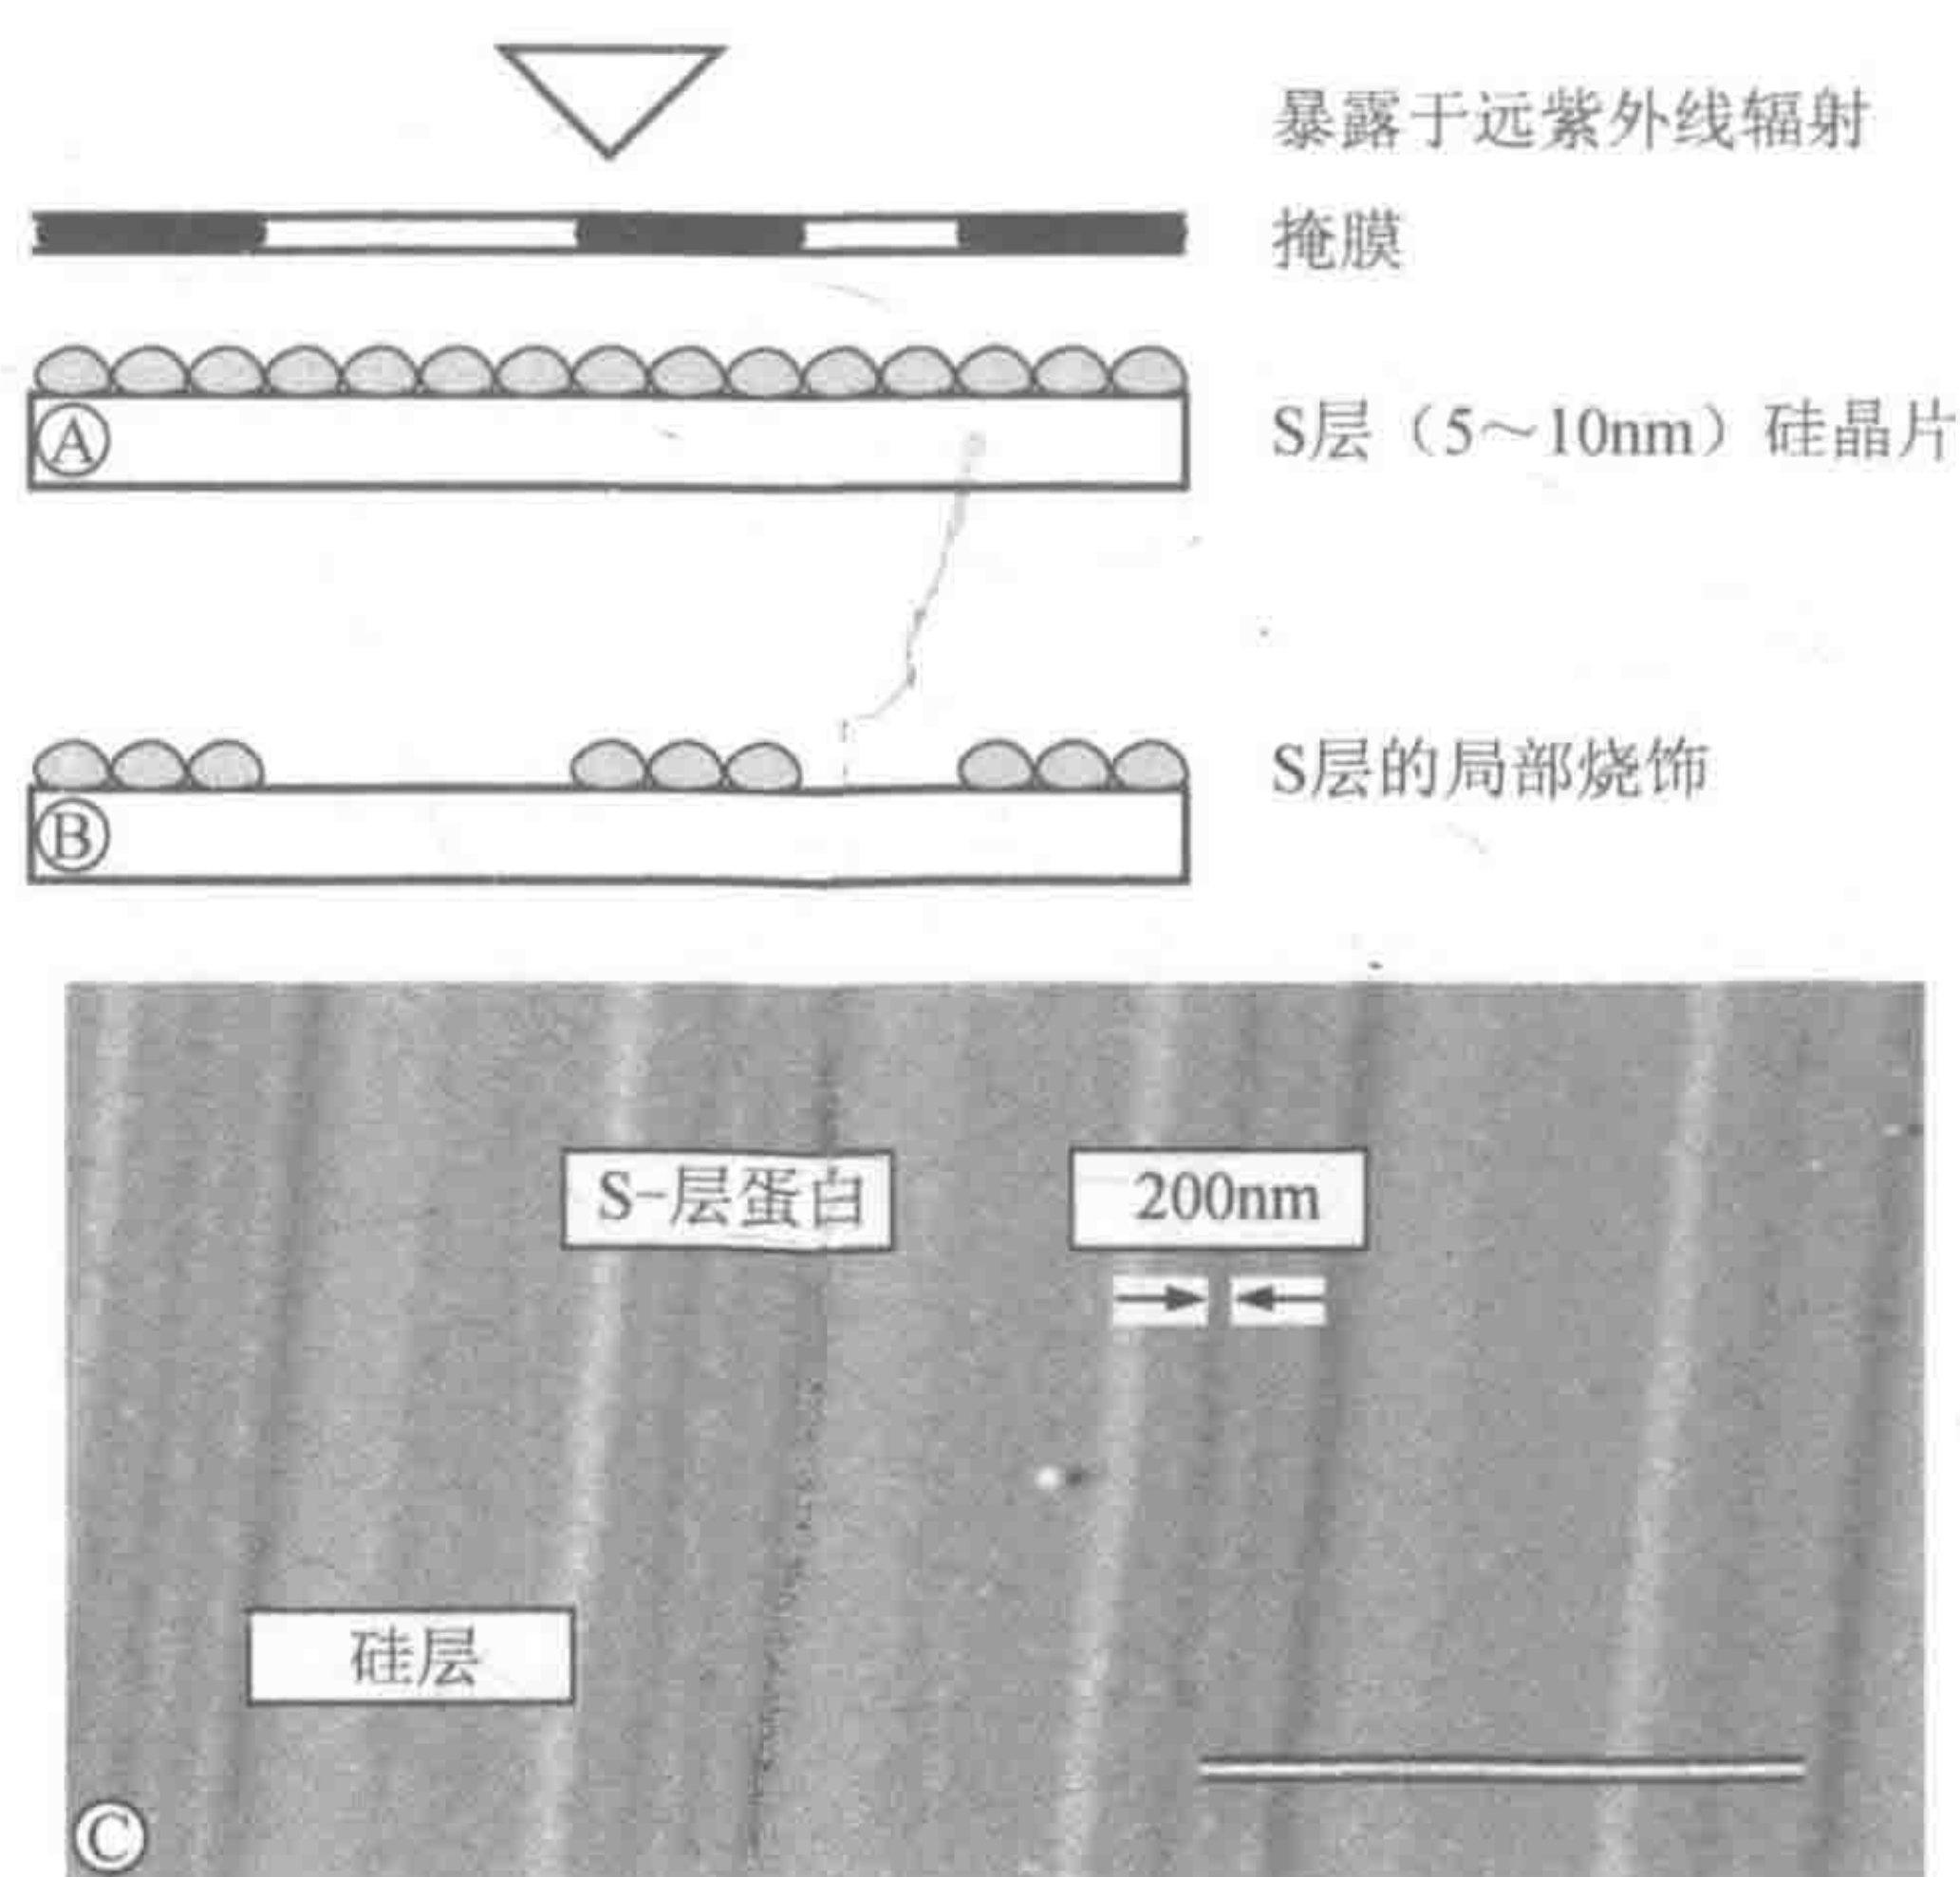 暴露于远紫外线辐射
掩膜
A
S层（5～10nm）硅晶片
B
S层的局部烧饰
S-层蛋白
200nm
硅层
C